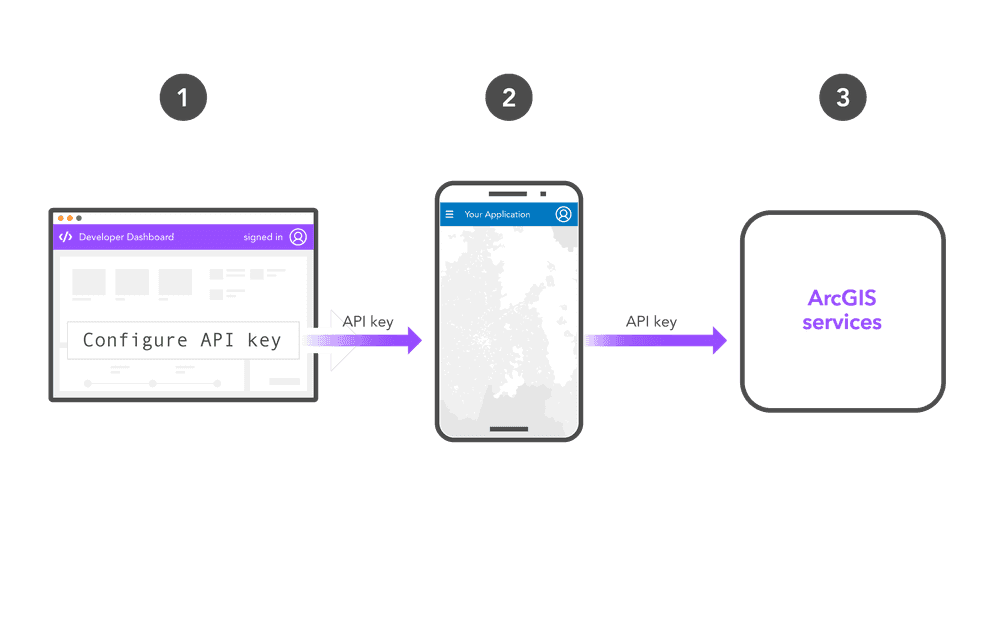 1
2
3
Developer Dashboard
signed in
Configure API key
API key
Your Application
API key
ArcGIS
services